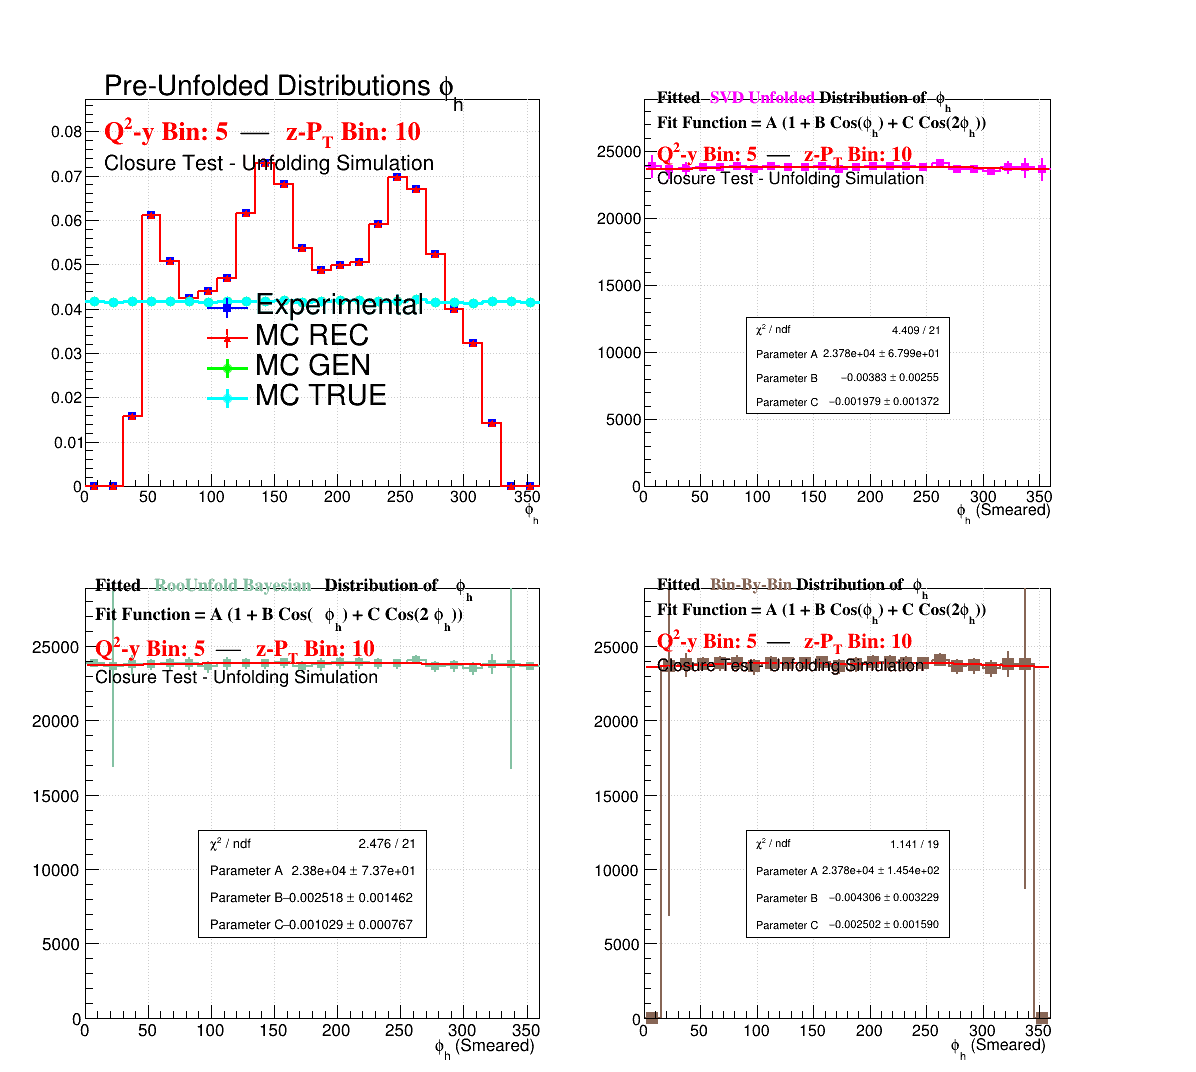 Pre-Unfolded Distributions ϕh
Q2-y Bin: 5 — z-PT Bin: 10
Closure Test - Unfolding Simulation
0.08
0.07
0.06
0.05
0.04
0.03
0.02
0.01
0
Experimental
MC REC
MC GEN
MC TRUE
0 50 100 150 200 250 300 350
ϕh
Fitted SVD Unfolded Distribution of ϕh
Fit Function = A (1 + B Cos(ϕh) + C Cos(2ϕh))
Q2-y Bin: 5 — z-PT Bin: 10
Closure Test - Unfolding Simulation
25000
20000
15000
10000
5000
0
χ2 / ndf 4.409 / 21
Parameter A 2.378e+04 ± 6.799e+01
Parameter B −0.00383 ± 0.00255
Parameter C −0.001979 ± 0.001372
0 50 100 150 200 250 300 350
ϕh (Smeared)
Fitted RooUnfold Bayesian Distribution of ϕh
Fit Function = A (1 + B Cos( ϕh) + C Cos(2 ϕh))
Q2-y Bin: 5 — z-PT Bin: 10
Closure Test - Unfolding Simulation
25000
20000
15000
10000
5000
0
χ2 / ndf 2.476 / 21
Parameter A 2.38e+04 ± 7.37e+01
Parameter B −0.002518 ± 0.001462
Parameter C −0.001029 ± 0.000767
0 50 100 150 200 250 300 350
ϕh (Smeared)
Fitted Bin-By-Bin Distribution of ϕh
Fit Function = A (1 + B Cos(ϕh) + C Cos(2ϕh))
Q2-y Bin: 5 — z-PT Bin: 10
Closure Test - Unfolding Simulation
25000
20000
15000
10000
5000
0
χ2 / ndf 1.141 / 19
Parameter A 2.378e+04 ± 1.454e+02
Parameter B −0.004306 ± 0.003229
Parameter C −0.002502 ± 0.001590
0 50 100 150 200 250 300 350
ϕh (Smeared)